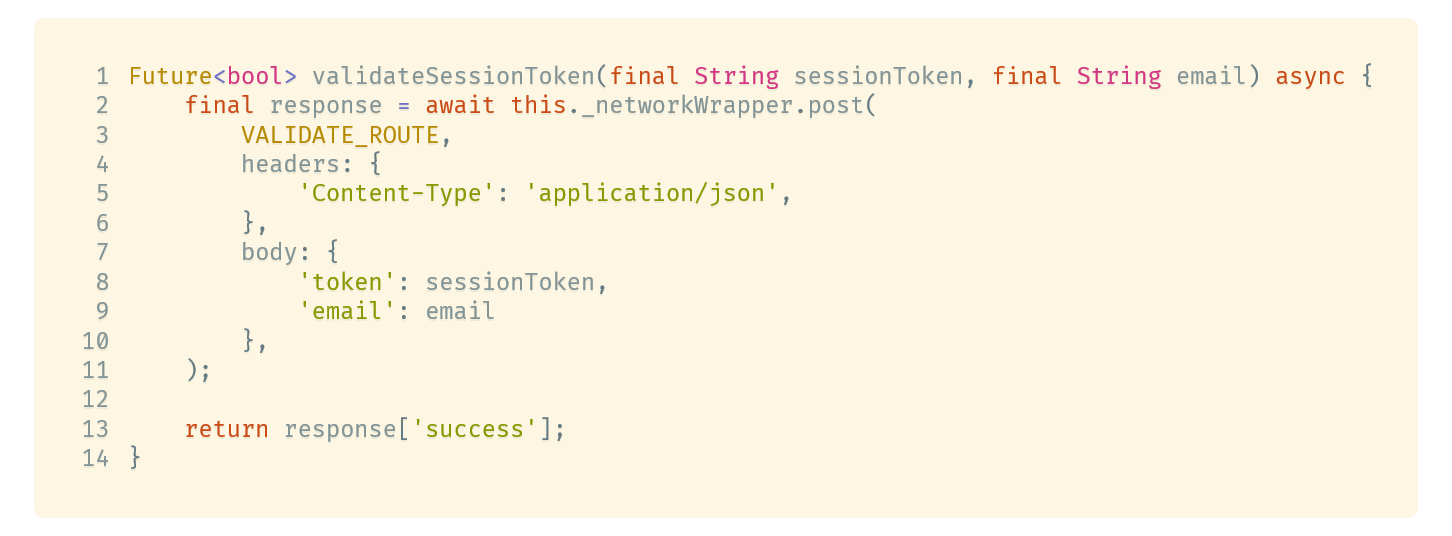 1 Future<bool> validateSessionToken(final String sessionToken, final String email) async {
2     final response = await this._networkWrapper.post(
3         VALIDATE_ROUTE,
4         headers: {
5             'Content-Type': 'application/json',
6         },
7         body: {
8             'token': sessionToken,
9             'email': email
10         },
11     );
12
13     return response['success'];
14 }